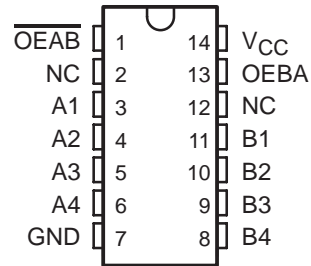 OEAB 1 14 VCC
NC 2 13 OEBA
A1 3 12 NC
A2 4 11 B1
A3 5 10 B2
A4 6 9 B3
GND 7 8 B4